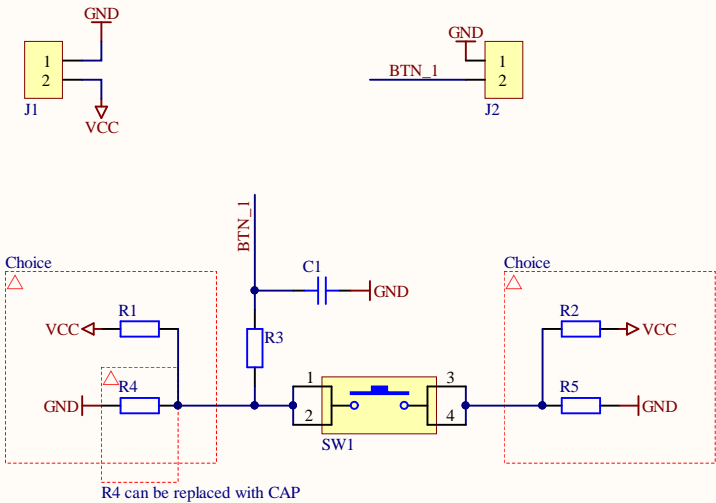 GND
1
2
J1
VCC
GND
BTN_1
1
2
J2
BTN_1
C1
GND
Choice
R1
VCC
R4
GND
R3
1
2
3
4
SW1
Choice
R2
VCC
R5
GND
R4 can be replaced with CAP